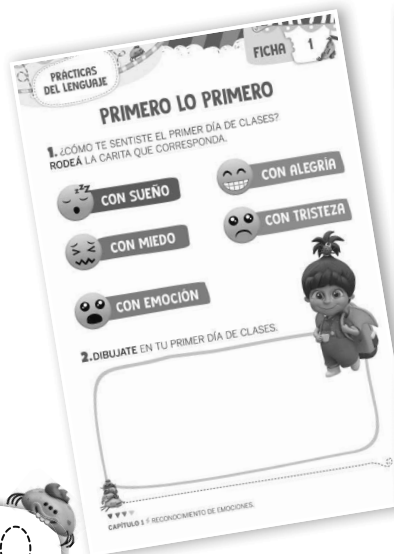 PRÁCTICAS
DEL LENGUAJE
FICHA 1
PRIMERO LO PRIMERO
1. ¿CÓMO TE SENTISTE EL PRIMER DÍA DE CLASES?
RODEÁ LA CARITA QUE CORRESPONDA.
zzz
CON SUEÑO
CON ALEGRÍA
CON MIEDO
CON TRISTEZA
CON EMOCIÓN
2. DIBUJATE EN TU PRIMER DÍA DE CLASES.
CAPÍTULO 1 RECONOCIMIENTO DE EMOCIONES.